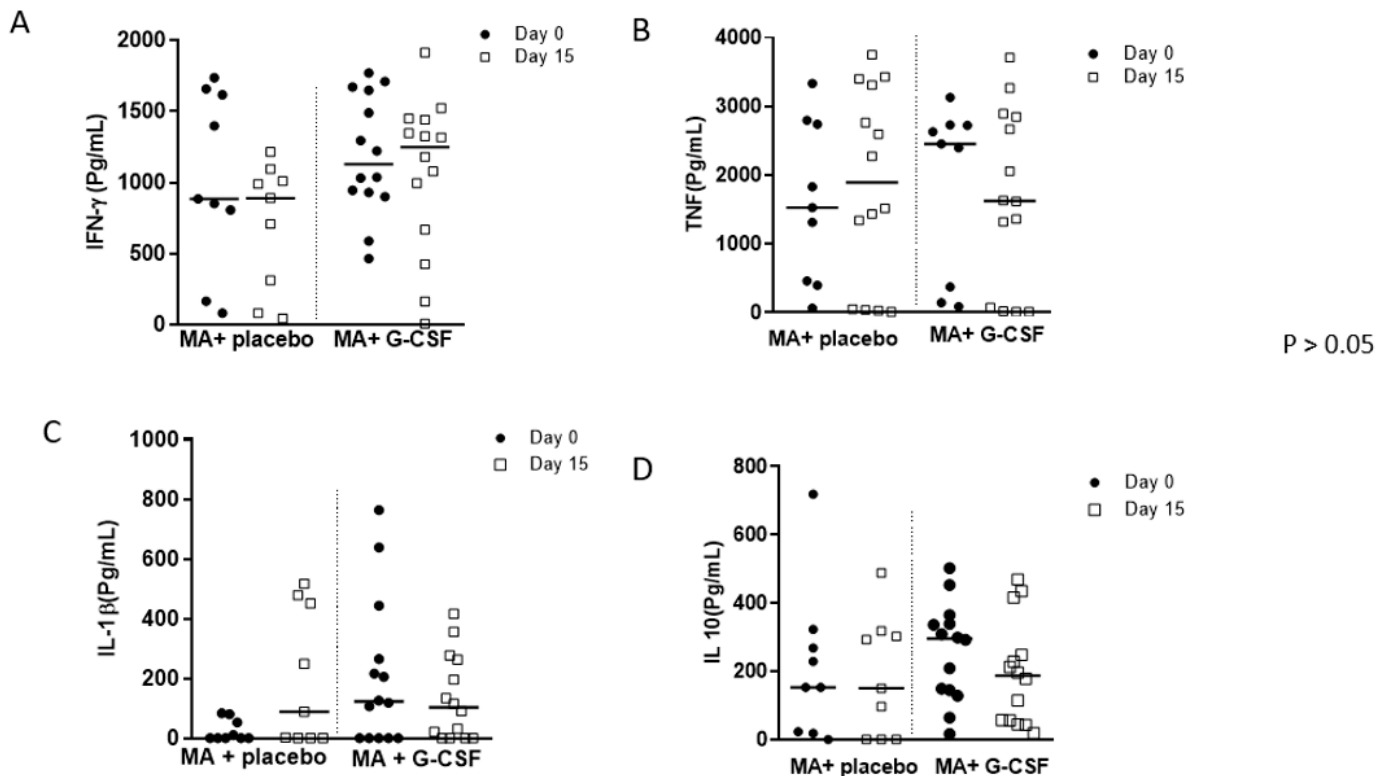 A
IFN-γ (Pg/mL)
2000
1500
1000
500
0
MA+ placebo
MA+ G-CSF
Day 0
Day 15
B
TNF(Pg/mL)
4000
3000
2000
1000
0
MA+ placebo
MA+ G-CSF
Day 0
Day 15
P > 0.05
C
IL-1β(Pg/mL)
1000
800
600
400
200
0
MA + placebo
MA + G-CSF
Day 0
Day 15
D
IL 10(Pg/mL)
800
600
400
200
0
MA+ placebo
MA+ G-CSF
Day 0
Day 15